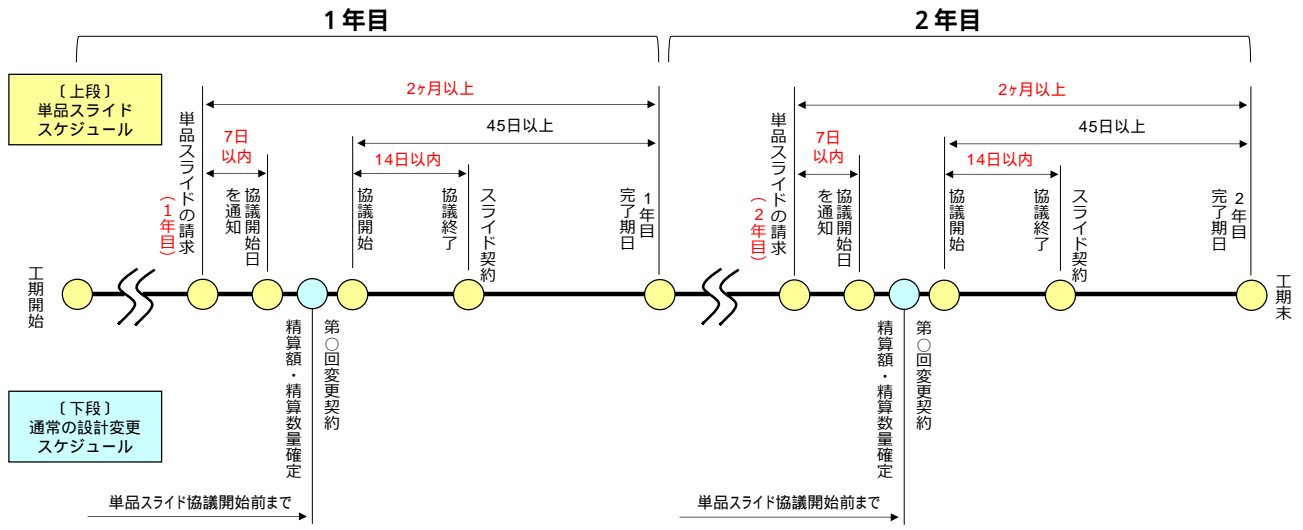 1年目
2年目
〔上段〕
単品スライド
スケジュール
2ヶ月以上
45日以上
7日
以内
14日以内
単品スライドの請求
（1年目）
協議開始日
を通知
協議開始
協議終了
スライド契約
1年目
完了期日
2ヶ月以上
45日以上
7日
以内
14日以内
単品スライドの請求
（2年目）
協議開始日
を通知
協議開始
協議終了
スライド契約
2年目
完了期日
工期開始
工期末
第○回変更契約
精算額・精算数量確定
第○回変更契約
精算額・精算数量確定
〔下段〕
通常の設計変更
スケジュール
単品スライド協議開始前まで
単品スライド協議開始前まで